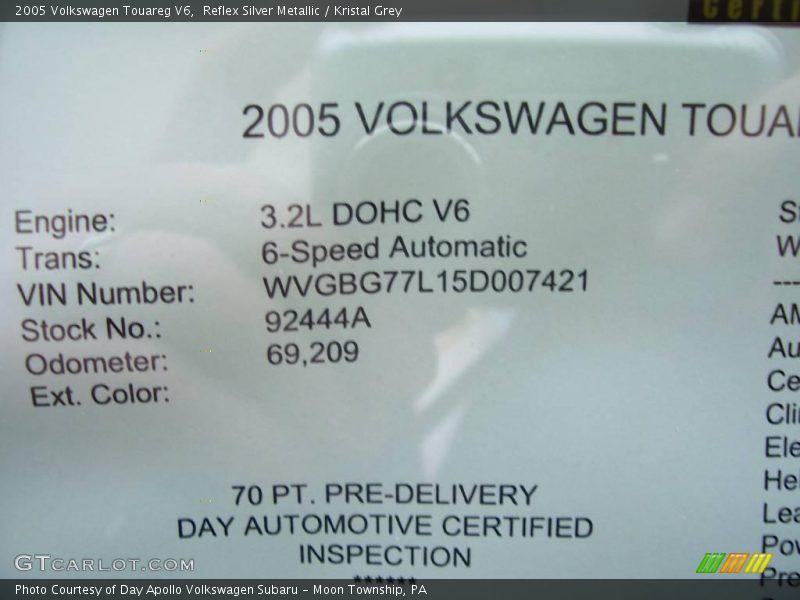 2005 Volkswagen Touareg V6, Reflex Silver Metallic / Kristal Grey
2005 VOLKSWAGEN
Engine: 3.2L DOHC V6
Trans: 6-Speed Automatic
VIN Number: WVGBG77L15D007421
Stock No.: 92444A
Odometer: 69,209
Ext. Color:
70 PT. PRE-DELIVERY
DAY AUTOMOTIVE CERTIFIED
INSPECTION
******
GTCARLOT.COM
Photo Courtesy of Day Apollo Volkswagen Subaru – Moon Township, PA